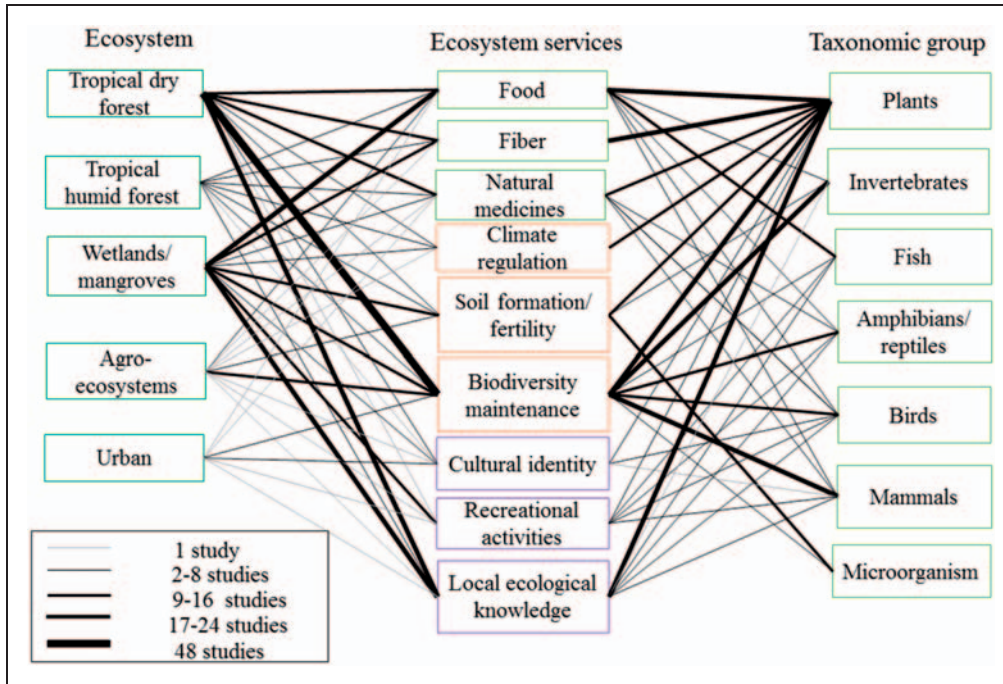 Ecosystem
Ecosystem services
Taxonomic group
Tropical dry
forest
Tropical
humid forest
Wetlands/
mangroves
Agro-
ecosystems
Urban
Food
Fiber
Natural
medicines
Climate
regulation
Soil formation/
fertility
Biodiversity
maintenance
Cultural identity
Recreational
activities
Local ecological
knowledge
Plants
Invertebrates
Fish
Amphibians/
reptiles
Birds
Mammals
Microorganism
1 study
2-8 studies
9-16 studies
17-24 studies
48 studies